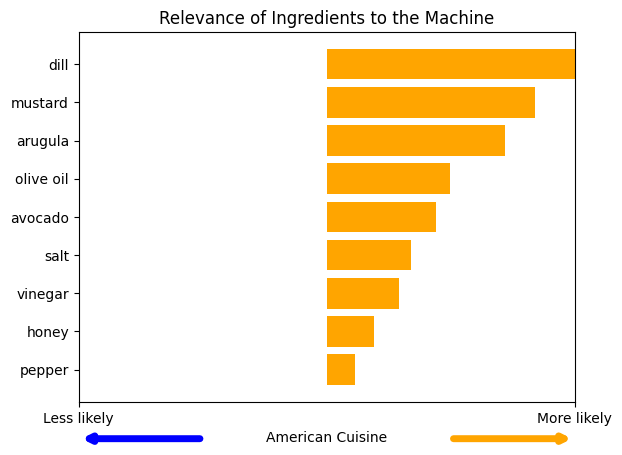 Relevance of Ingredients to the Machine
dill
mustard
arugula
olive oil
avocado
salt
vinegar
honey
pepper
Less likely
More likely
American Cuisine